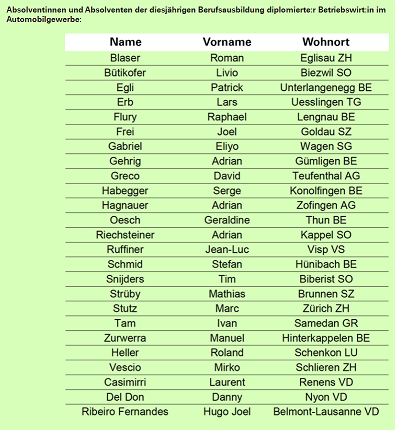 Absolventinnen und Absolventen der diesjährigen Berufsausbildung diplomierte:r Betriebswirt:in im
Automobilgewerbe:
Name Vorname Wohnort
Blaser Roman Eglisau ZH
Bütikofer Livio Biezwil SO
Egli Patrick Unterlangenegg BE
Erb Lars Uesslingen TG
Flury Raphael Lengnau BE
Frei Joel Goldau SZ
Gabriel Eliyo Wagen SG
Gehrig Adrian Gümligen BE
Greco David Teufenthal AG
Habegger Serge Konolfingen BE
Hagnauer Adrian Zofingen AG
Oesch Geraldine Thun BE
Riechsteiner Adrian Kappel SO
Ruffiner Jean-Luc Visp VS
Schmid Stefan Hünibach BE
Snijders Tim Biberist SO
Strüby Mathias Brunnen SZ
Stutz Marc Zürich ZH
Tam Ivan Samedan GR
Zurwerra Manuel Hinterkappelen BE
Heller Roland Schenkon LU
Vescio Mirko Schlieren ZH
Casimirri Laurent Renens VD
Del Don Danny Nyon VD
Ribeiro Fernandes Hugo Joel Belmont-Lausanne VD